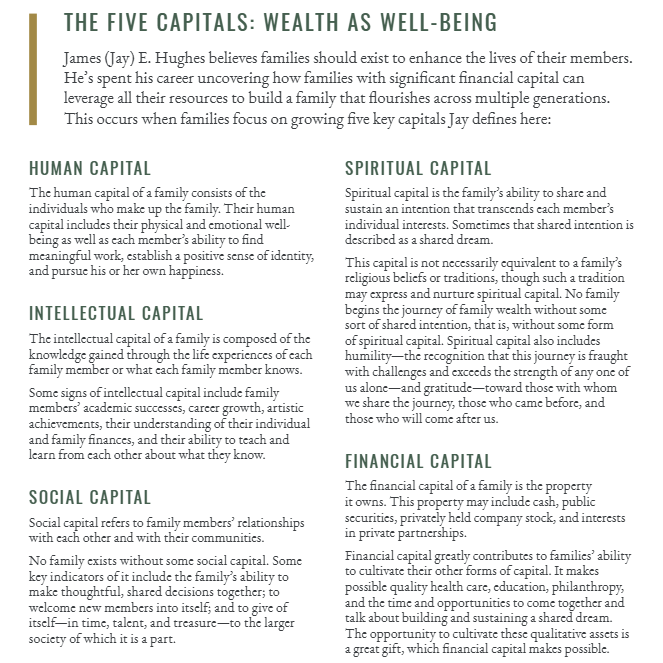 THE FIVE CAPITALS: WEALTH AS WELL-BEING
James (Jay) E. Hughes believes families should exist to enhance the lives of their members.
He's spent his career uncovering how families with significant financial capital can
leverage all their resources to build a family that flourishes across multiple generations.
This occurs when families focus on growing five key capitals Jay defines here:
HUMAN CAPITAL
The human capital of a family consists of the
individuals who make up the family. Their human
capital includes their physical and emotional well-
being as well as each member's ability to find
meaningful work, establish a positive sense of identity,
and pursue his or her own happiness.
INTELLECTUAL CAPITAL
The intellectual capital of a family is composed of the
knowledge gained through the life experiences of each
family member or what each family member knows.
Some signs of intellectual capital include family
members' academic successes, career growth, artistic
achievements, their understanding of their individual
and family finances, and their ability to teach and
learn from each other about what they know.
SOCIAL CAPITAL
Social capital refers to family members' relationships
with each other and with their communities.
No family exists without some social capital. Some
key indicators of it include the family's ability to
make thoughtful, shared decisions together; to
welcome new members into itself; and to give of
itself—in time, talent, and treasure—to the larger
society of which it is a part.
SPIRITUAL CAPITAL
Spiritual capital is the family's ability to share and
sustain an intention that transcends each member's
individual interests. Sometimes that shared intention is
described as a shared dream.
This capital is not necessarily equivalent to a family's
religious beliefs or traditions, though such a tradition
may express and nurture spiritual capital. No family
begins the journey of family wealth without some
sort of shared intention, that is, without some form
of spiritual capital. Spiritual capital also includes
humility—the recognition that this journey is fraught
with challenges and exceeds the strength of any one of
us alone—and gratitude—toward those with whom
we share the journey, those who came before, and
those who will come after us.
FINANCIAL CAPITAL
The financial capital of a family is the property
it owns. This property may include cash, public
securities, privately held company stock, and interests
in private partnerships.
Financial capital greatly contributes to families' ability
to cultivate their other forms of capital. It makes
possible quality health care, education, philanthropy,
and the time and opportunities to come together and
talk about building and sustaining a shared dream.
The opportunity to cultivate these qualitative assets is
a great gift, which financial capital makes possible.